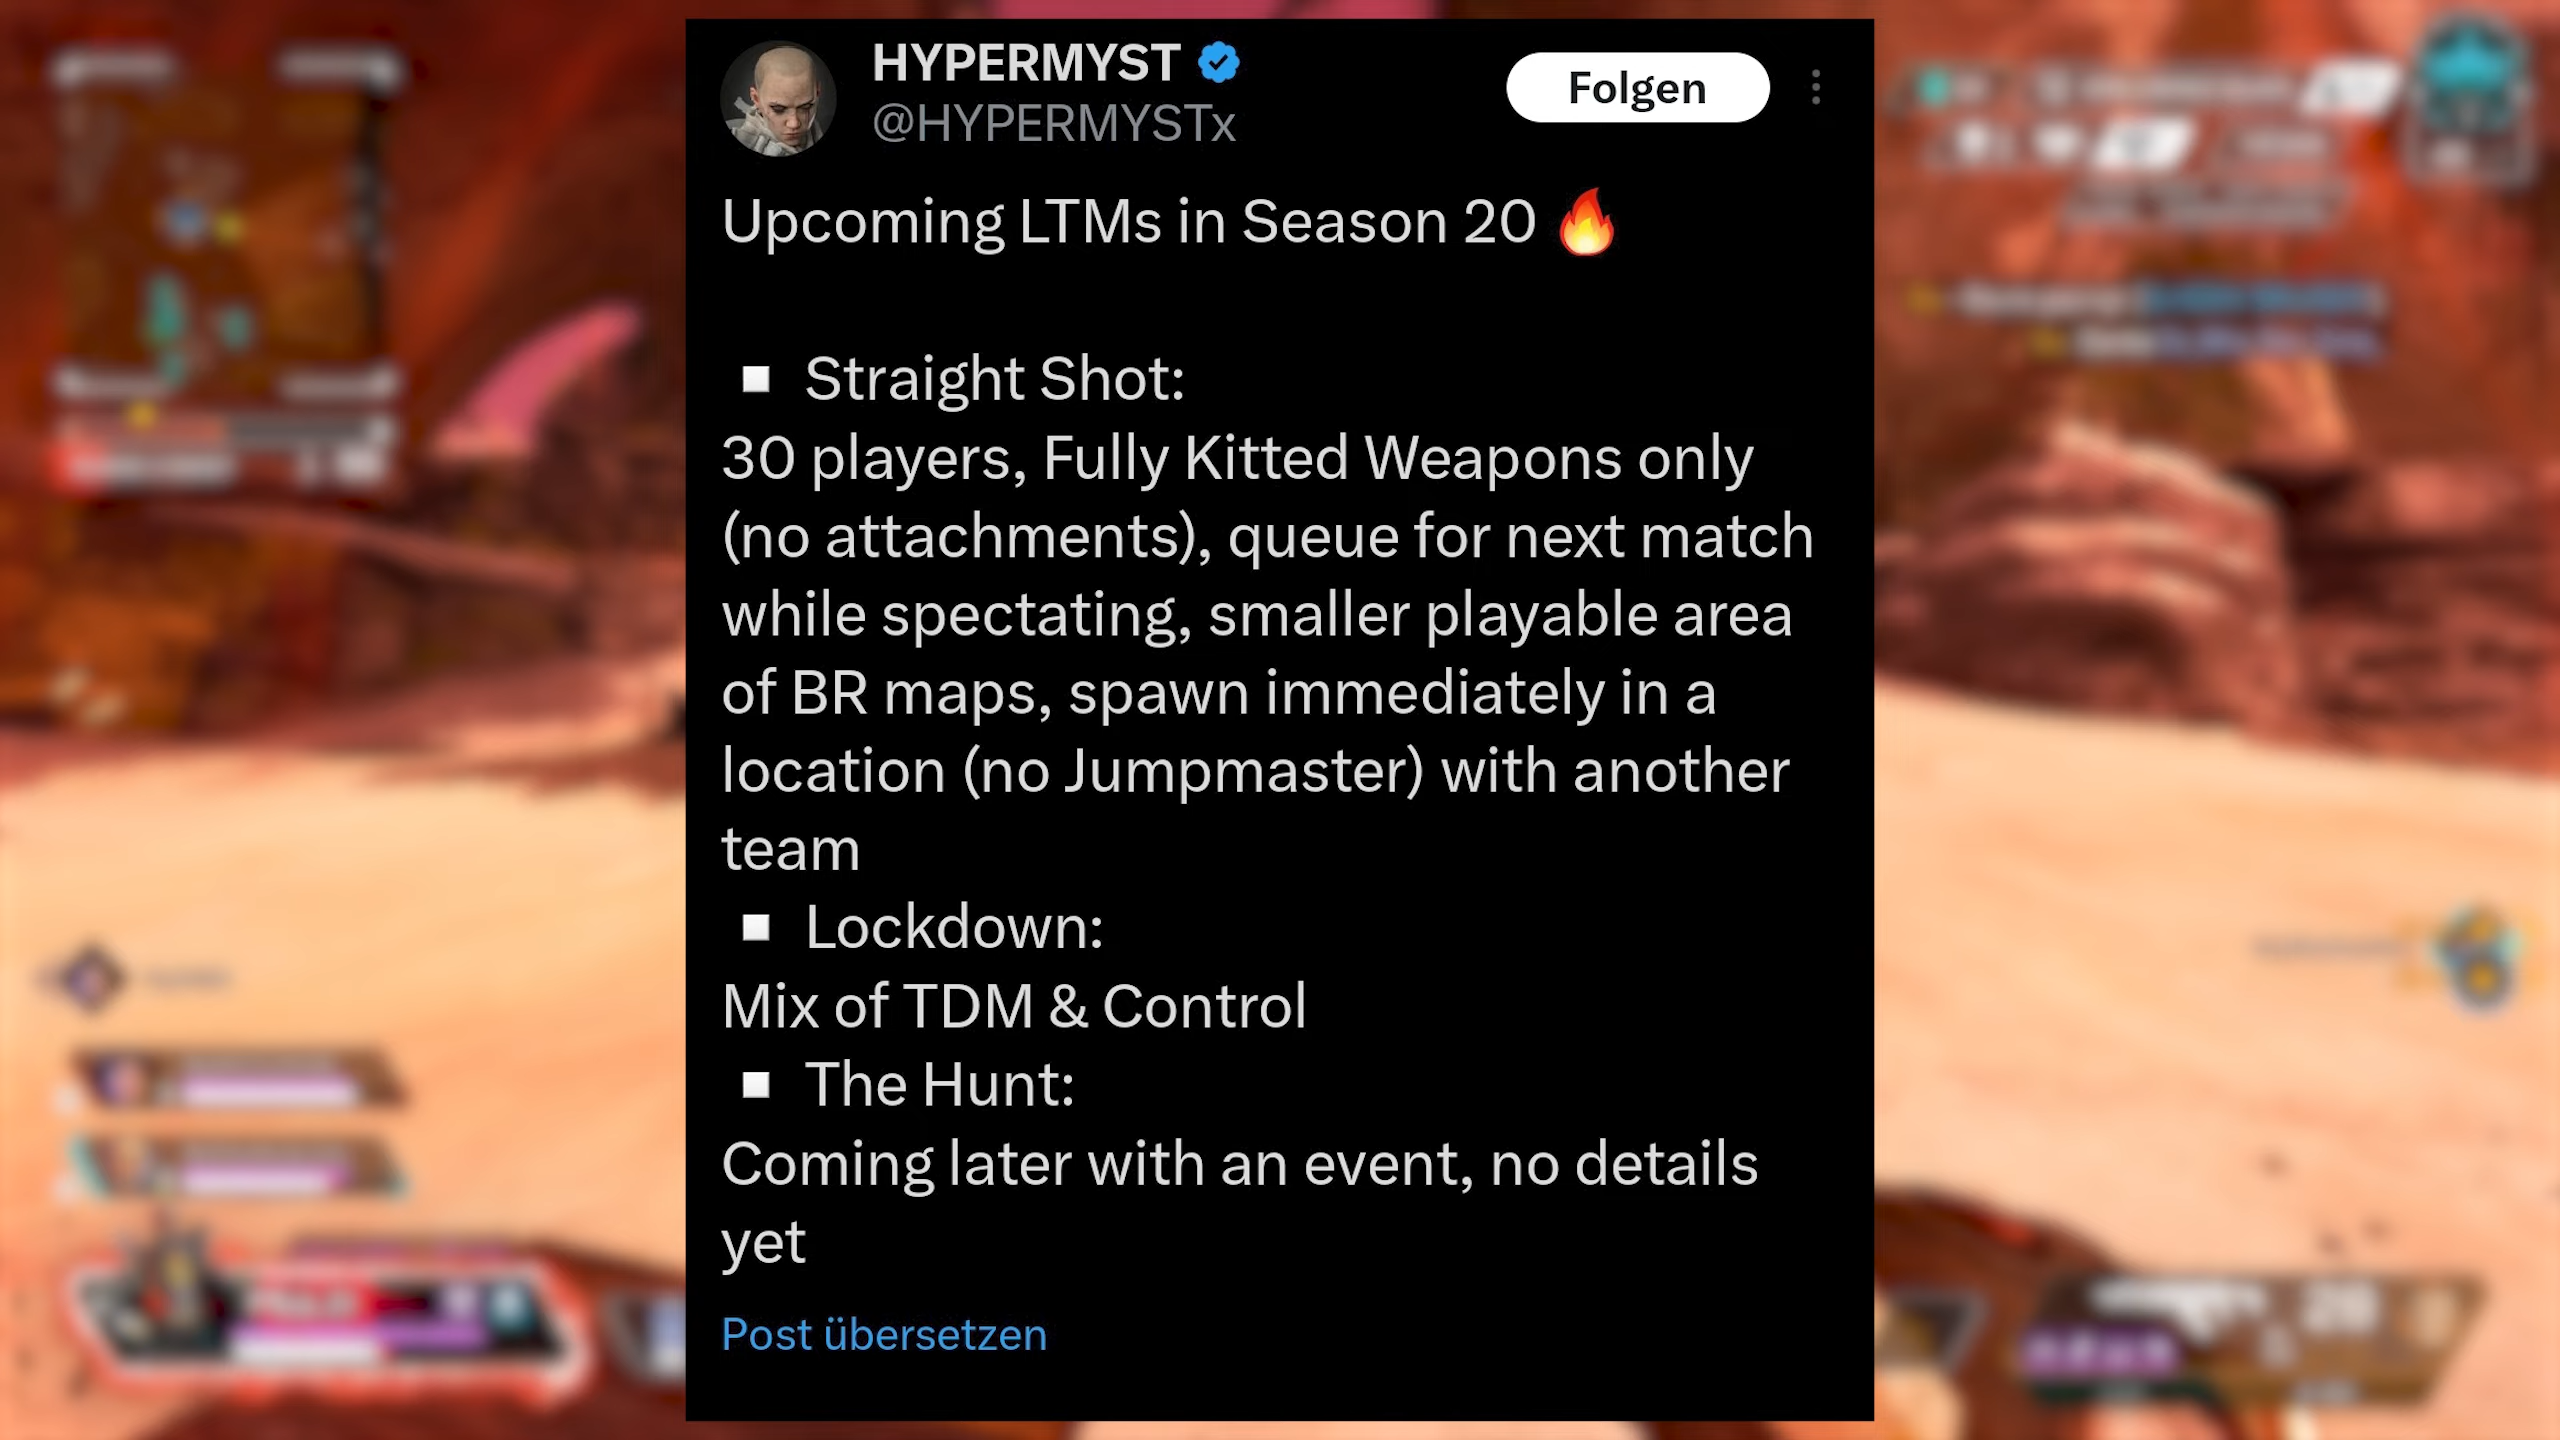 HYPERMYST
@HYPERMYSTx
Folgen
Upcoming LTMs in Season 20 🔥
▫️ Straight Shot:
30 players, Fully Kitted Weapons only
(no attachments), queue for next match
while spectating, smaller playable area
of BR maps, spawn immediately in a
location (no Jumpmaster) with another
team
▫️ Lockdown:
Mix of TDM & Control
▫️ The Hunt:
Coming later with an event, no details
yet
Post übersetzen